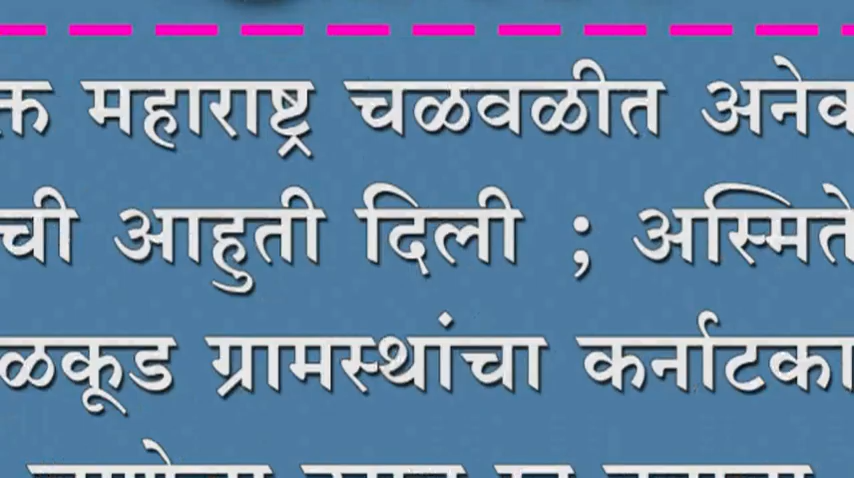 क्त महाराष्ट्र चळवळीत अनेक
ची आहुती दिली ; अस्मिते
ळकूड ग्रामस्थांचा कर्नाटका